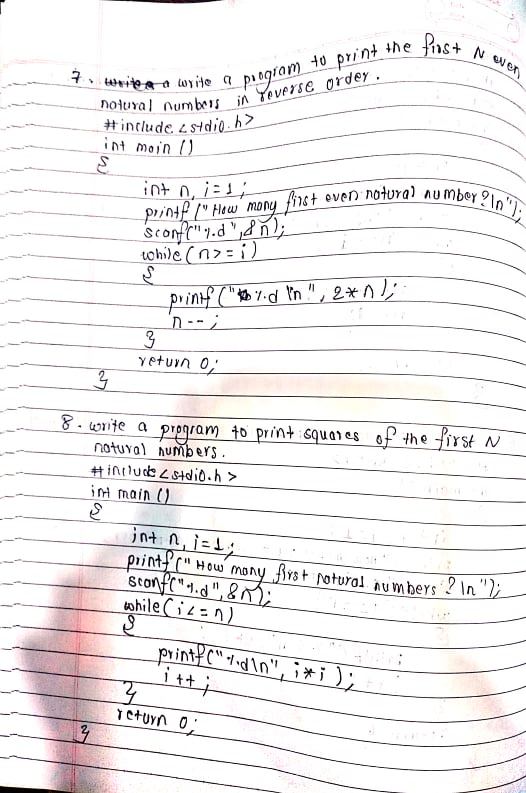 7. write a a write a program to print the first N even
natural numbers in reverse order.
#include <stdio.h>
int main ()
{
int n, i=1;
printf (" How many first even natural number?\n");
scanf("%d",&n);
while (n>=i)
{
printf ("%d \n", 2*n);
n--;
}
return 0;
}
8. write a program to print squares of the first N
natural numbers.
#include <stdio.h>
int main ()
{
int n, i=1;
printf (" How many first natural numbers ? \n");
scanf("%d",&n);
while (i<=n)
{
printf("%d\n", i*i);
i++;
}
return 0;
}